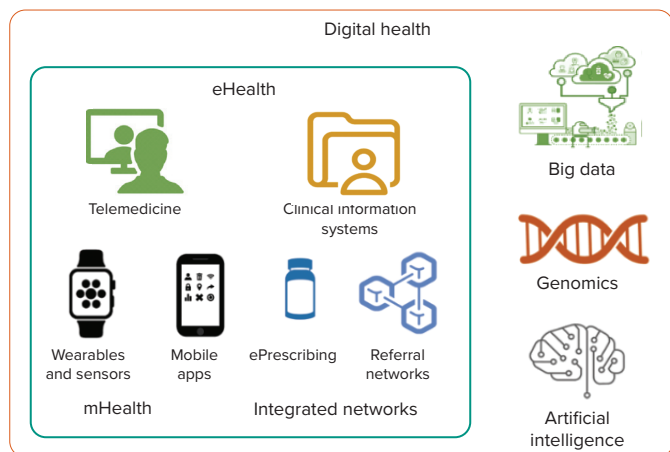 Digital health
eHealth
Telemedicine
Clinical information
systems
Big data
Genomics
Wearables
and sensors
Mobile
apps
ePrescribing
Referral
networks
mHealth
Integrated networks
Artificial
intelligence